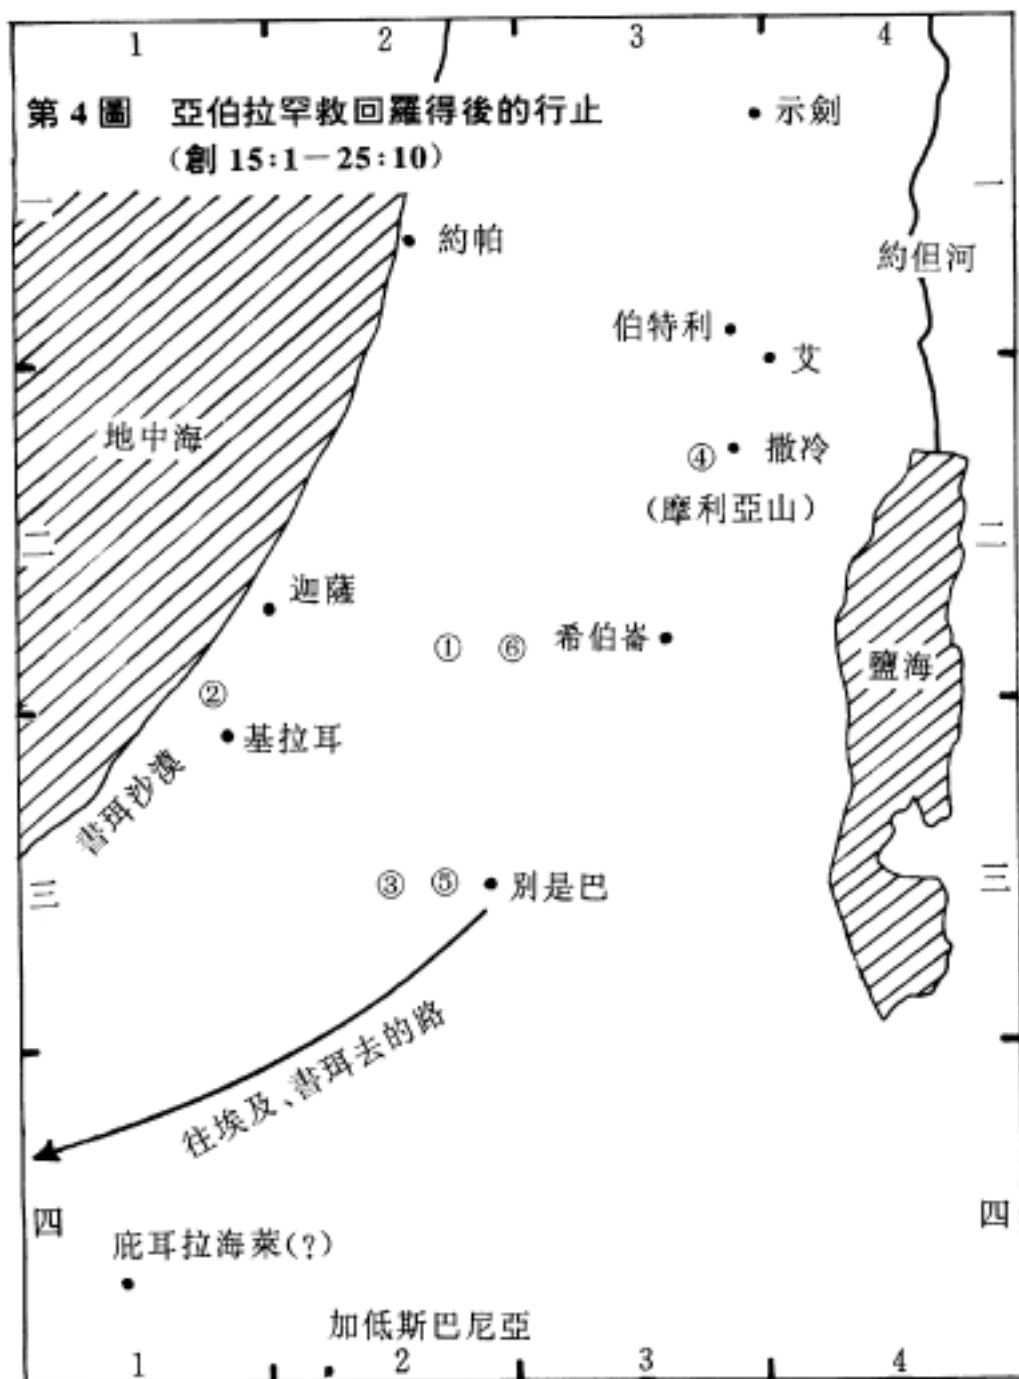 1 2 3 4
第 4 圖 亞伯拉罕救回羅得後的行止
(創 15:1－25:10)
示劍
一 一
約帕
約但河
伯特利
艾
地中海
④ 撒冷
(摩利亞山)
二 二
迦薩
① ⑥ 希伯崙
鹽海
②
基拉耳
書珥沙漠
三 三
③ ⑤ 別是巴
往埃及、書珥去的路
四 四
庇耳拉海萊(?)
加低斯巴尼亞
1 2 3 4